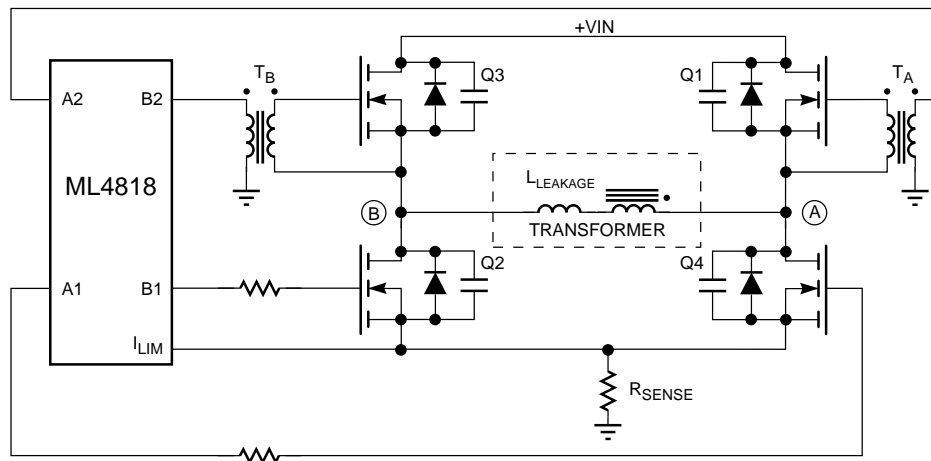 +VIN
T_B
Q3
Q1
T_A
A2
B2
ML4818
L_LEAKAGE
B
A
TRANSFORMER
Q2
Q4
A1
B1
I_LIM
R_SENSE